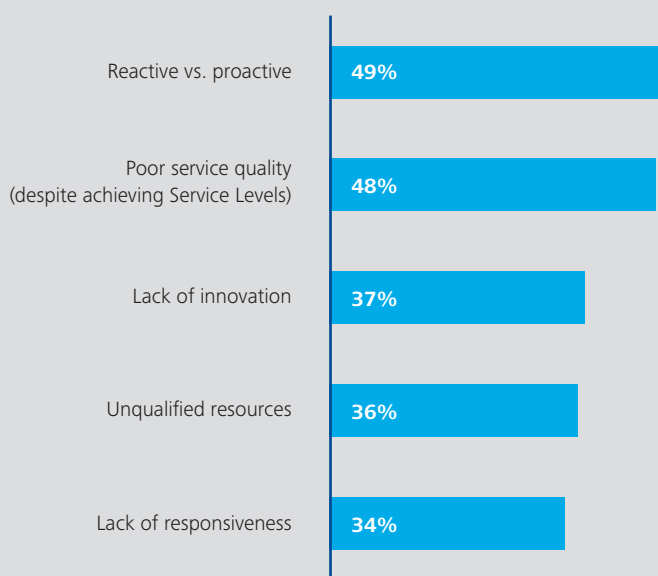 Reactive vs. proactive
49%
Poor service quality
(despite achieving Service Levels)
48%
Lack of innovation
37%
Unqualified resources
36%
Lack of responsiveness
34%